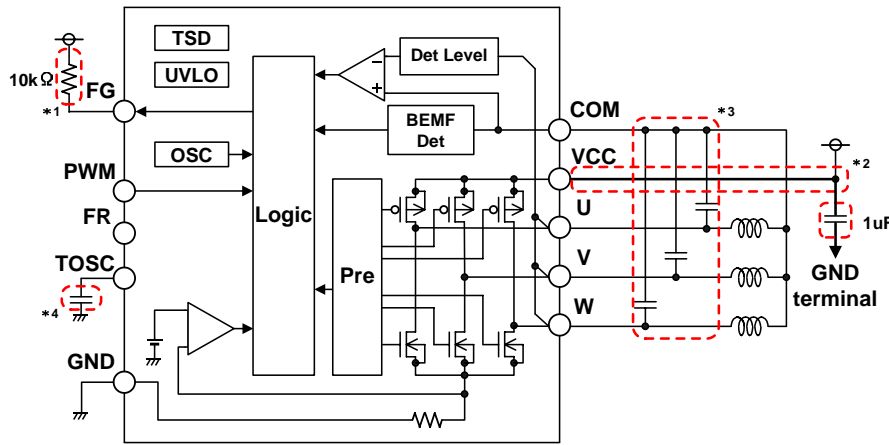 TSD
UVLO
OSC
Logic
Pre
Det Level
BEMF
Det
−
+
10kΩ
FG
*1
PWM
FR
TOSC
*4
GND
COM
*3
VCC
*2
U
1uF
V
GND
terminal
W